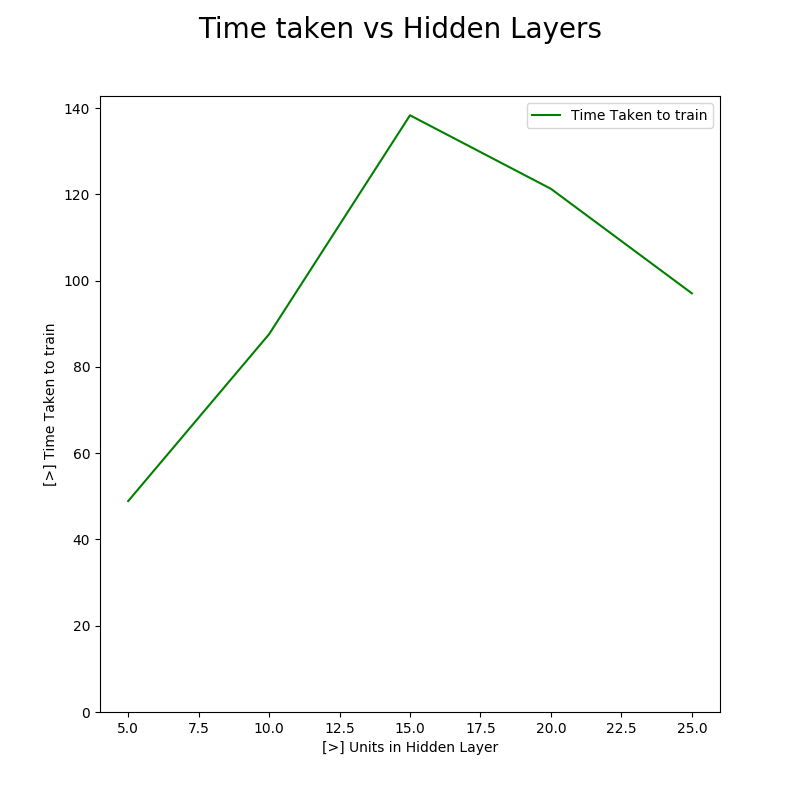 Time taken vs Hidden Layers
Time Taken to train
140
120
100
80
60
40
20
0
[>] Time Taken to train
5.0 7.5 10.0 12.5 15.0 17.5 20.0 22.5 25.0
[>] Units in Hidden Layer